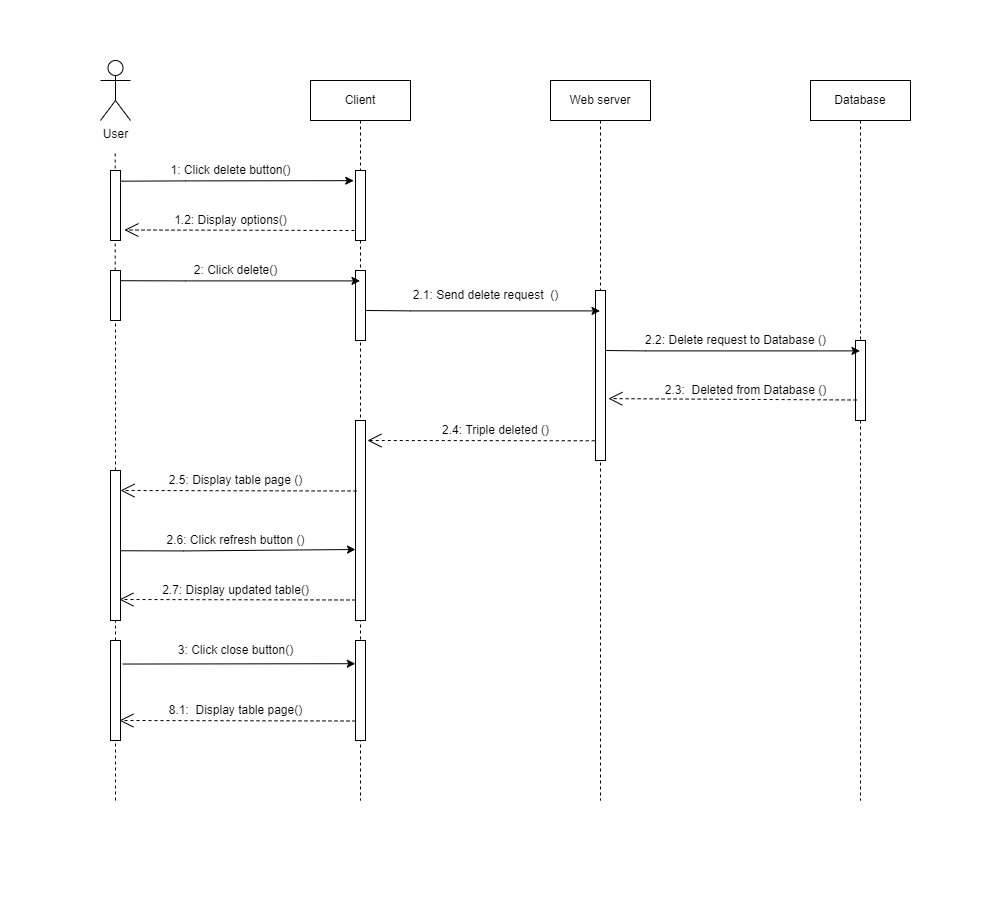 User
Client
Web server
Database
1: Click delete button()
1.2: Display options()
2: Click delete()
2.1: Send delete request  ()
2.2: Delete request to Database ()
2.3:  Deleted from Database ()
2.4: Triple deleted ()
2.5: Display table page ()
2.6: Click refresh button ()
2.7: Display updated table()
3: Click close button()
8.1:  Display table page()